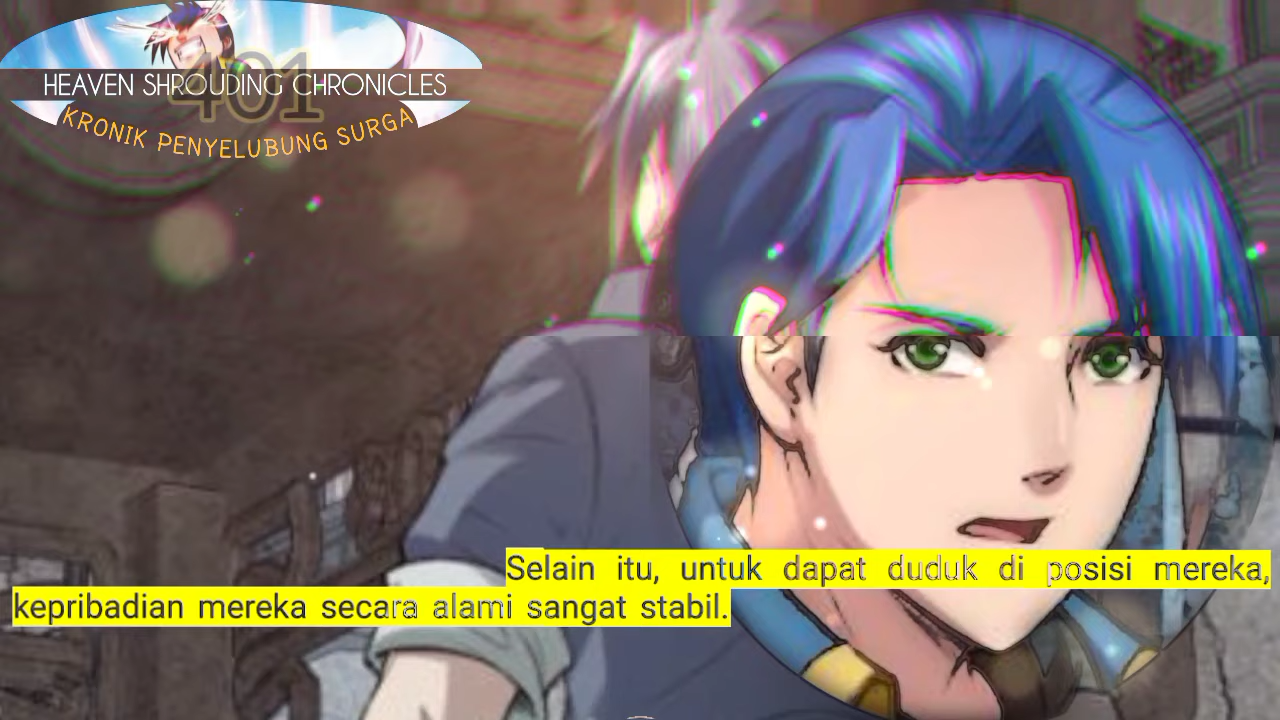 401
HEAVEN SHROUDING CHRONICLES
KRONIK PENYELUBUNG SURGA
Selain itu, untuk dapat duduk di posisi mereka,
kepribadian mereka secara alami sangat stabil.